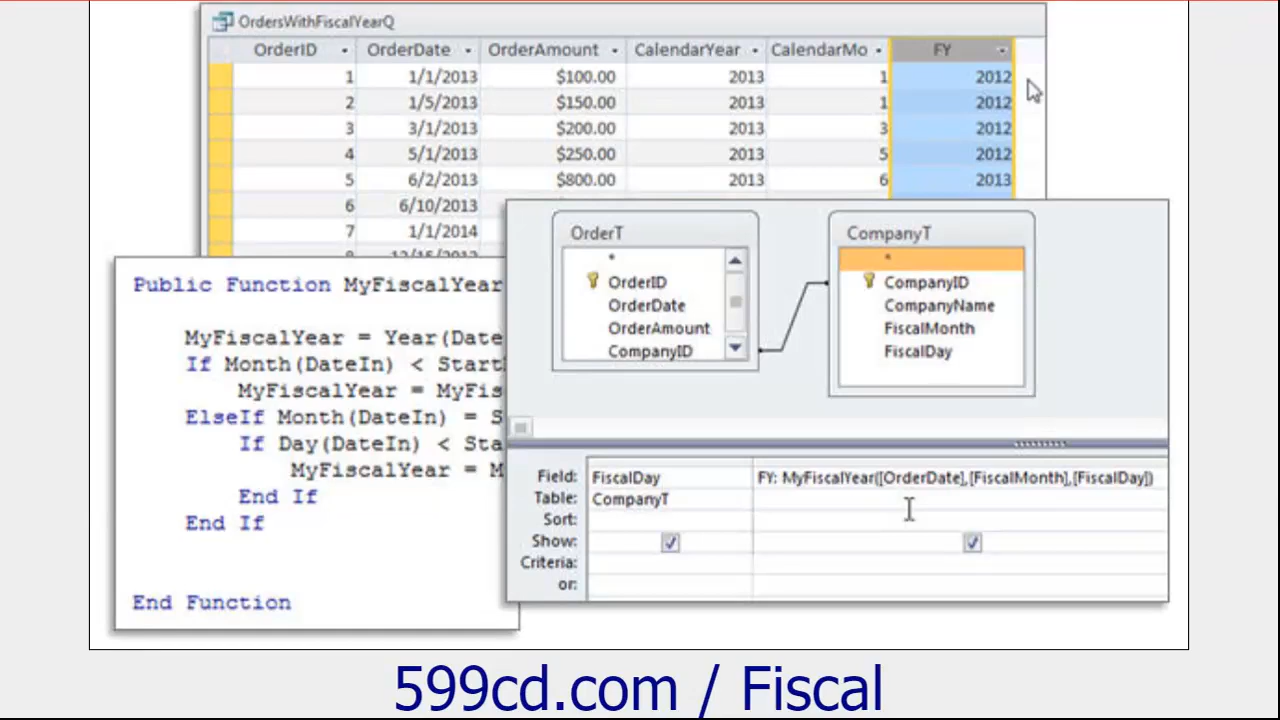 OrdersWithFiscalYearQ
OrderID OrderDate OrderAmount CalendarYear CalendarMo FY
1 1/1/2013 $100.00 2013 1 2012
2 1/5/2013 $150.00 2013 1 2012
3 3/1/2013 $200.00 2013 3 2012
4 5/1/2013 $250.00 2013 5 2012
5 6/2/2013 $800.00 2013 6 2013
6 6/10/2013
7 1/1/2014
OrderT
*
OrderID
OrderDate
OrderAmount
CompanyID
CompanyT
*
CompanyID
CompanyName
FiscalMonth
FiscalDay
Public Function MyFiscalYear
MyFiscalYear = Year(Date
If Month(DateIn) < Start
MyFiscalYear = MyFis
ElseIf Month(DateIn) = S
If Day(DateIn) < Sta
MyFiscalYear = M
End If
End If
End Function
Field: FiscalDay FY: MyFiscalYear([OrderDate],[FiscalMonth],[FiscalDay])
Table: CompanyT
Sort:
Show:
Criteria:
or:
599cd.com / Fiscal